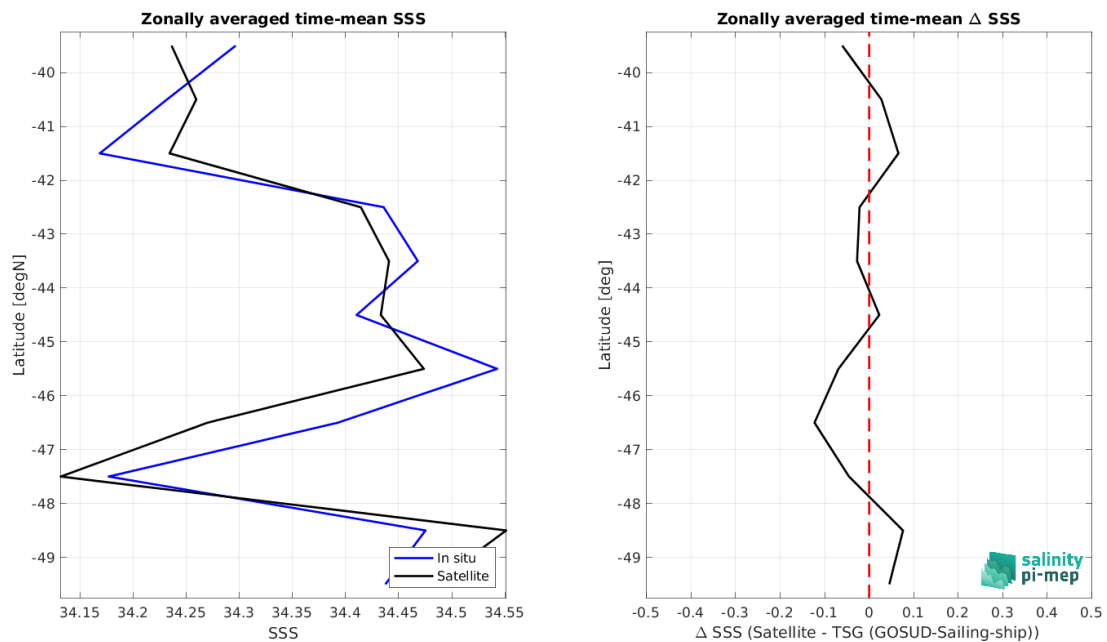 Zonally averaged time-mean SSS
-40
-41
-42
-43
-44
-45
-46
-47
-48
-49
Latitude [degN]
34.15 34.2 34.25 34.3 34.35 34.4 34.45 34.5 34.55
SSS
In situ
Satellite
Zonally averaged time-mean Δ SSS
-40
-41
-42
-43
-44
-45
-46
-47
-48
-49
Latitude [deg]
-0.5 -0.4 -0.3 -0.2 -0.1 0 0.1 0.2 0.3 0.4 0.5
Δ SSS (Satellite - TSG (GOSUD-Sailing-ship))
salinity
pi-mep